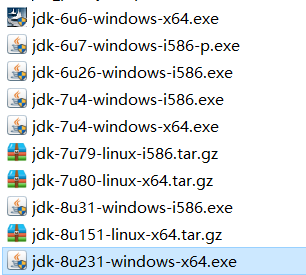 jdk-6u6-windows-x64.exe
jdk-6u7-windows-i586-p.exe
jdk-6u26-windows-i586.exe
jdk-7u4-windows-i586.exe
jdk-7u4-windows-x64.exe
jdk-7u79-linux-i586.tar.gz
jdk-7u80-linux-x64.tar.gz
jdk-8u31-windows-i586.exe
jdk-8u151-linux-x64.tar.gz
jdk-8u231-windows-x64.exe